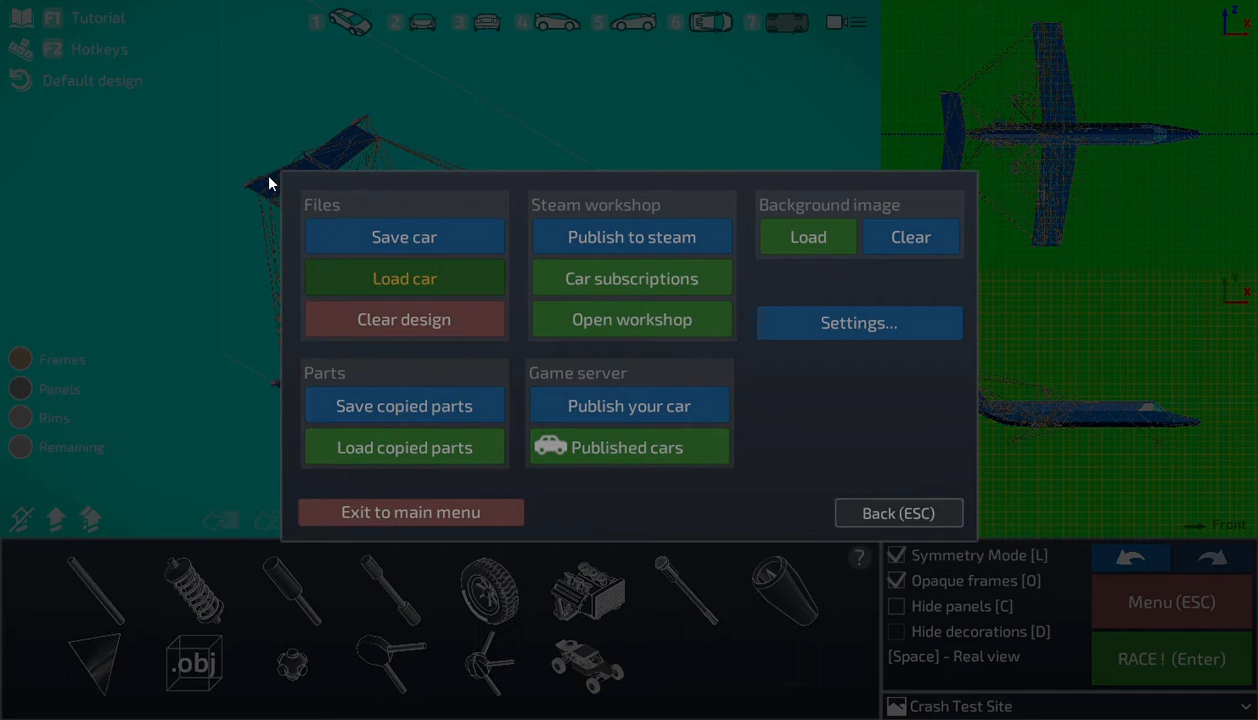 F1 Tutorial
F2 Hotkeys
Default design
1 2 3 4 5 6 7
Z
X
Files
Save car
Load car
Clear design
Steam workshop
Publish to steam
Car subscriptions
Open workshop
Background image
Load Clear
Settings...
Parts
Save copied parts
Load copied parts
Game server
Publish your car
Published cars
Exit to main menu
Back (ESC)
Frames
Panels
Rims
Remaining
Y
X
Front
?
.obj
Symmetry Mode [L]
Opaque frames [O]
Hide panels [C]
Hide decorations [D]
[Space] - Real view
Menu (ESC)
RACE! (Enter)
Crash Test Site